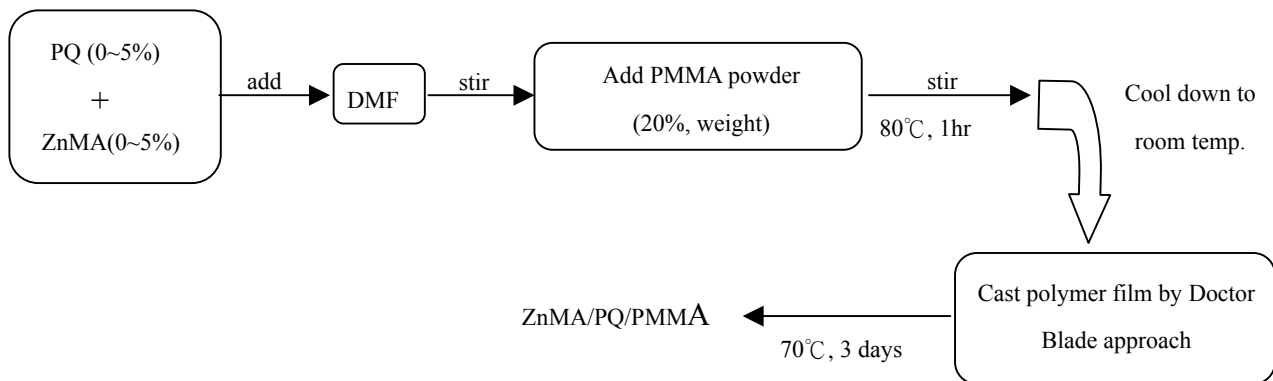 PQ (0~5%)
+
ZnMA(0~5%)
add
DMF
stir
Add PMMA powder
(20%, weight)
stir
80℃, 1hr
Cool down to
room temp.
Cast polymer film by Doctor
Blade approach
70℃, 3 days
ZnMA/PQ/PMMA